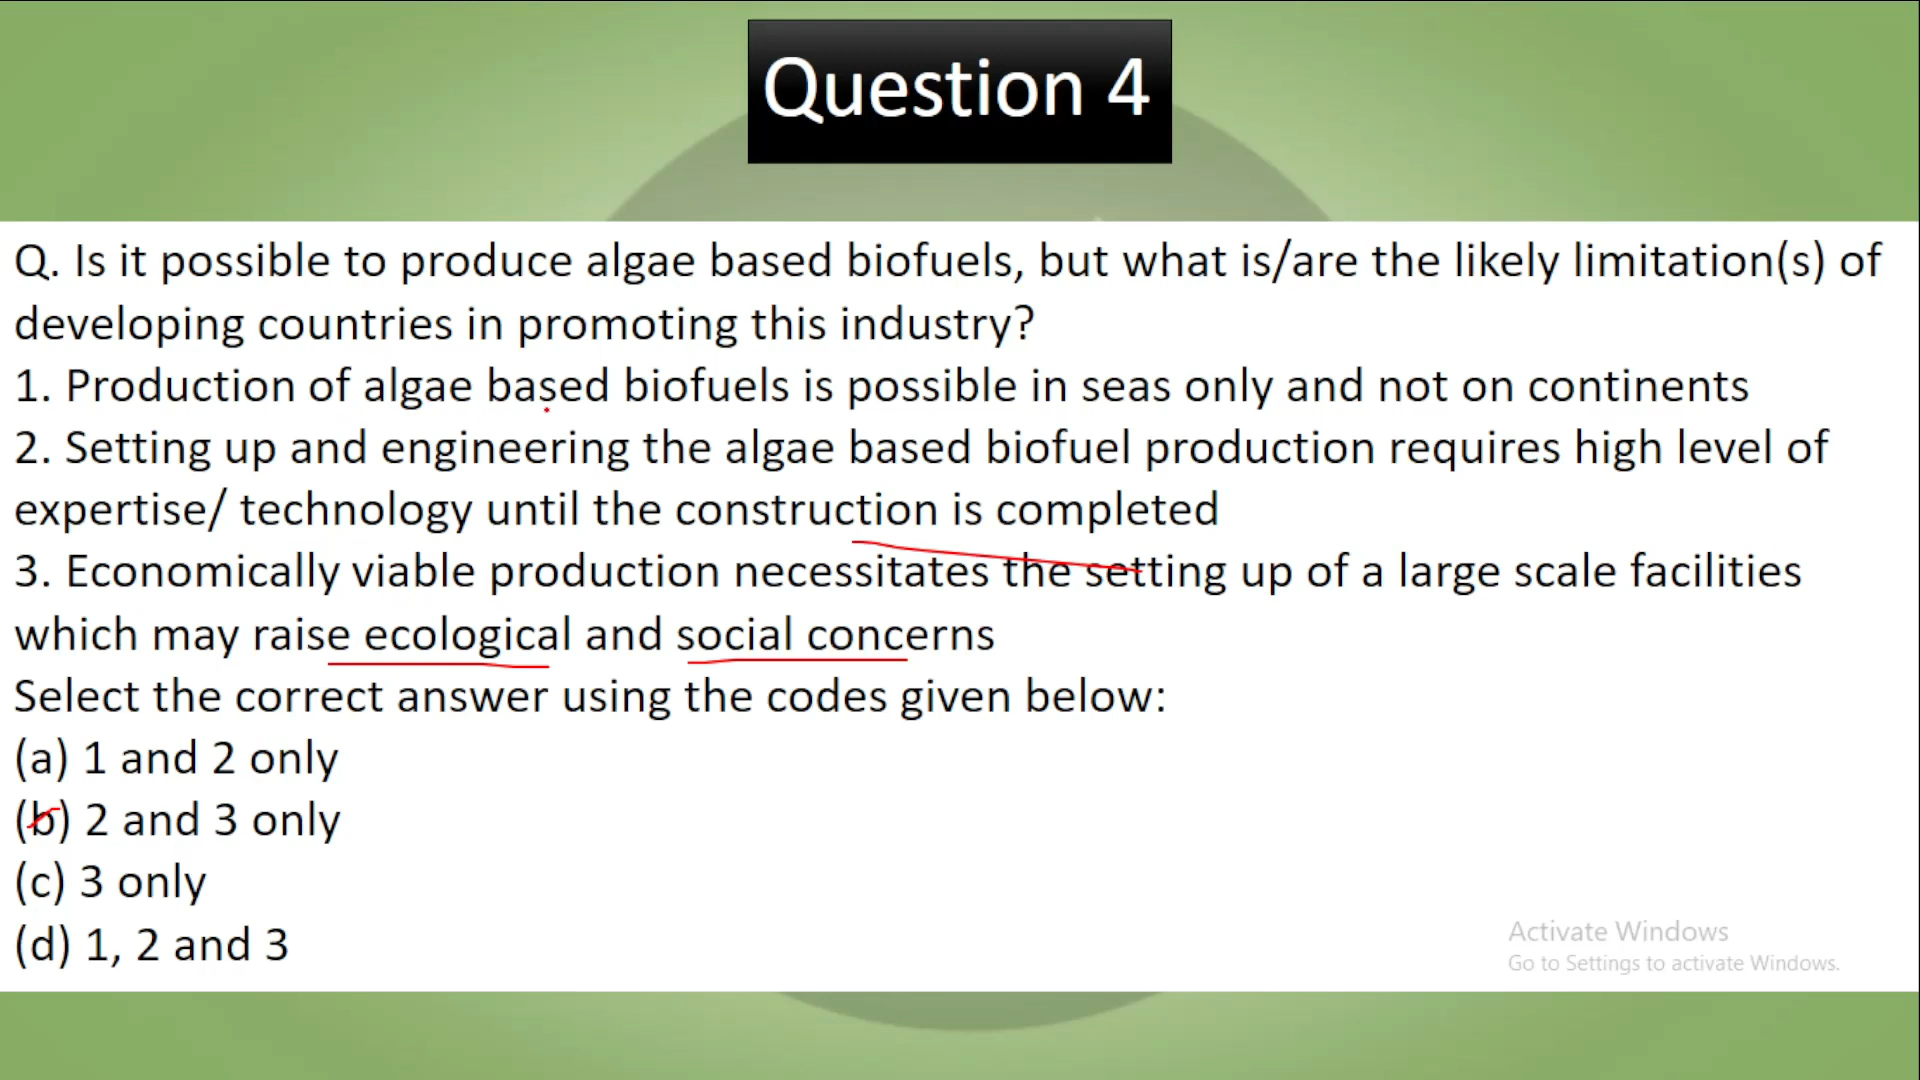 Question 4
Q. Is it possible to produce algae based biofuels, but what is/are the likely limitation(s) of
developing countries in promoting this industry?
1. Production of algae based biofuels is possible in seas only and not on continents
2. Setting up and engineering the algae based biofuel production requires high level of
expertise/ technology until the construction is completed
3. Economically viable production necessitates the setting up of a large scale facilities
which may raise ecological and social concerns
Select the correct answer using the codes given below:
(a) 1 and 2 only
(b) 2 and 3 only
(c) 3 only
(d) 1, 2 and 3
Activate Windows
Go to Settings to activate Windows.